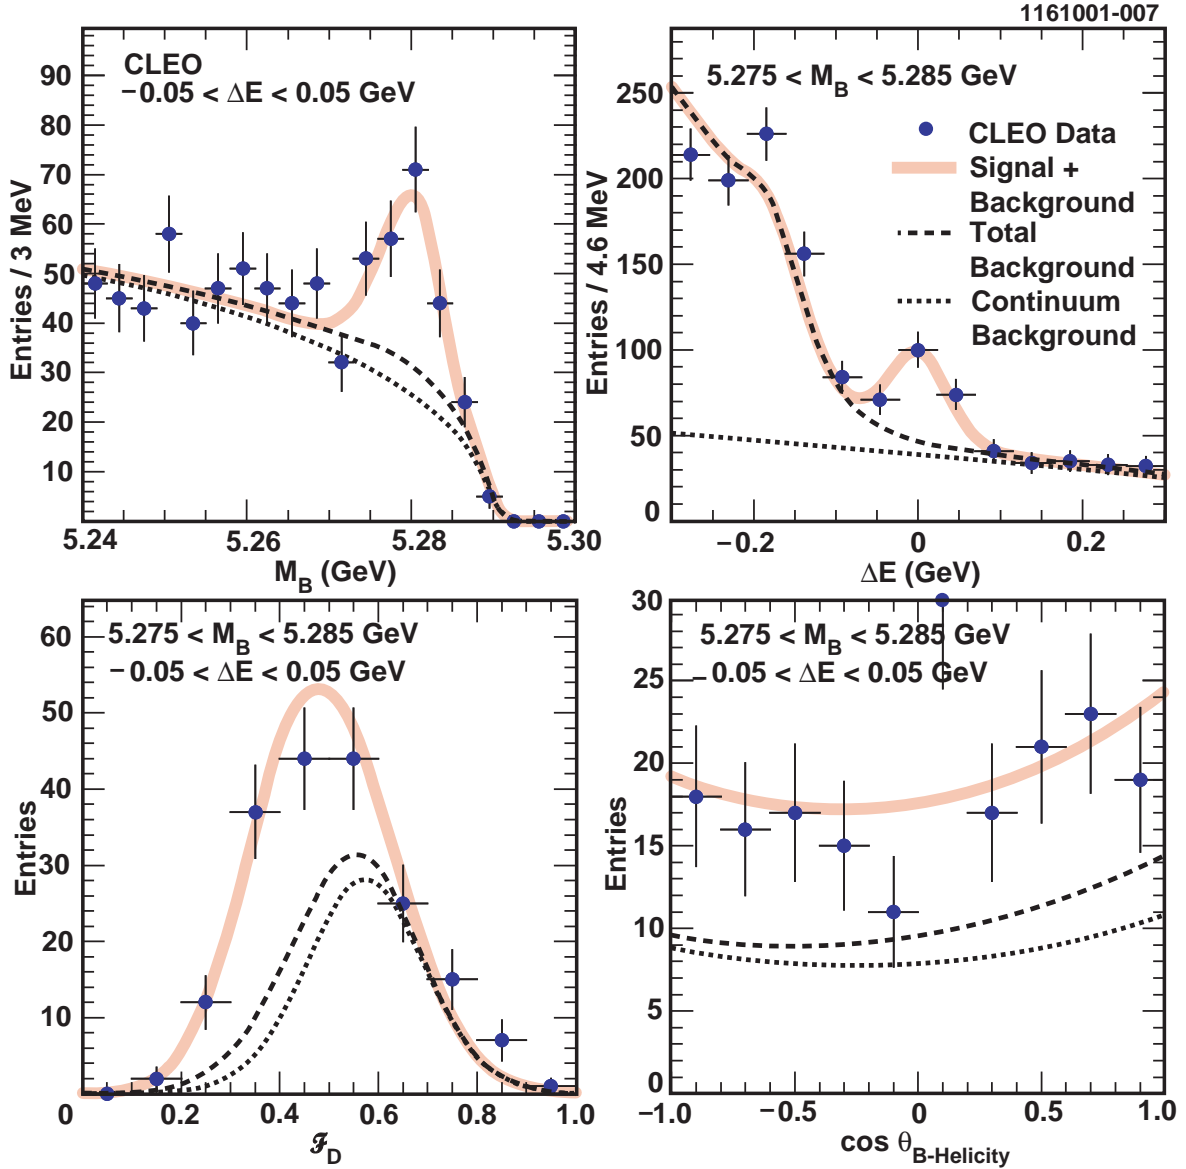 1161001-007
CLEO
−0.05 < ΔE < 0.05 GeV
90
80
70
60
50
40
30
20
10
Entries / 3 MeV
5.24
5.26
5.28
5.30
M_B (GeV)
5.275 < M_B < 5.285 GeV
CLEO Data
Signal +
Background
Total
Background
Continuum
Background
250
200
150
100
50
0
Entries / 4.6 MeV
−0.2
0
0.2
ΔE (GeV)
5.275 < M_B < 5.285 GeV
−0.05 < ΔE < 0.05 GeV
60
50
40
30
20
10
Entries
0
0.2
0.4
0.6
0.8
1.0
ℱ_D
5.275 < M_B < 5.285 GeV
−0.05 < ΔE < 0.05 GeV
30
25
20
15
10
5
0
Entries
−1.0
−0.5
0
0.5
1.0
cos θ_B-Helicity